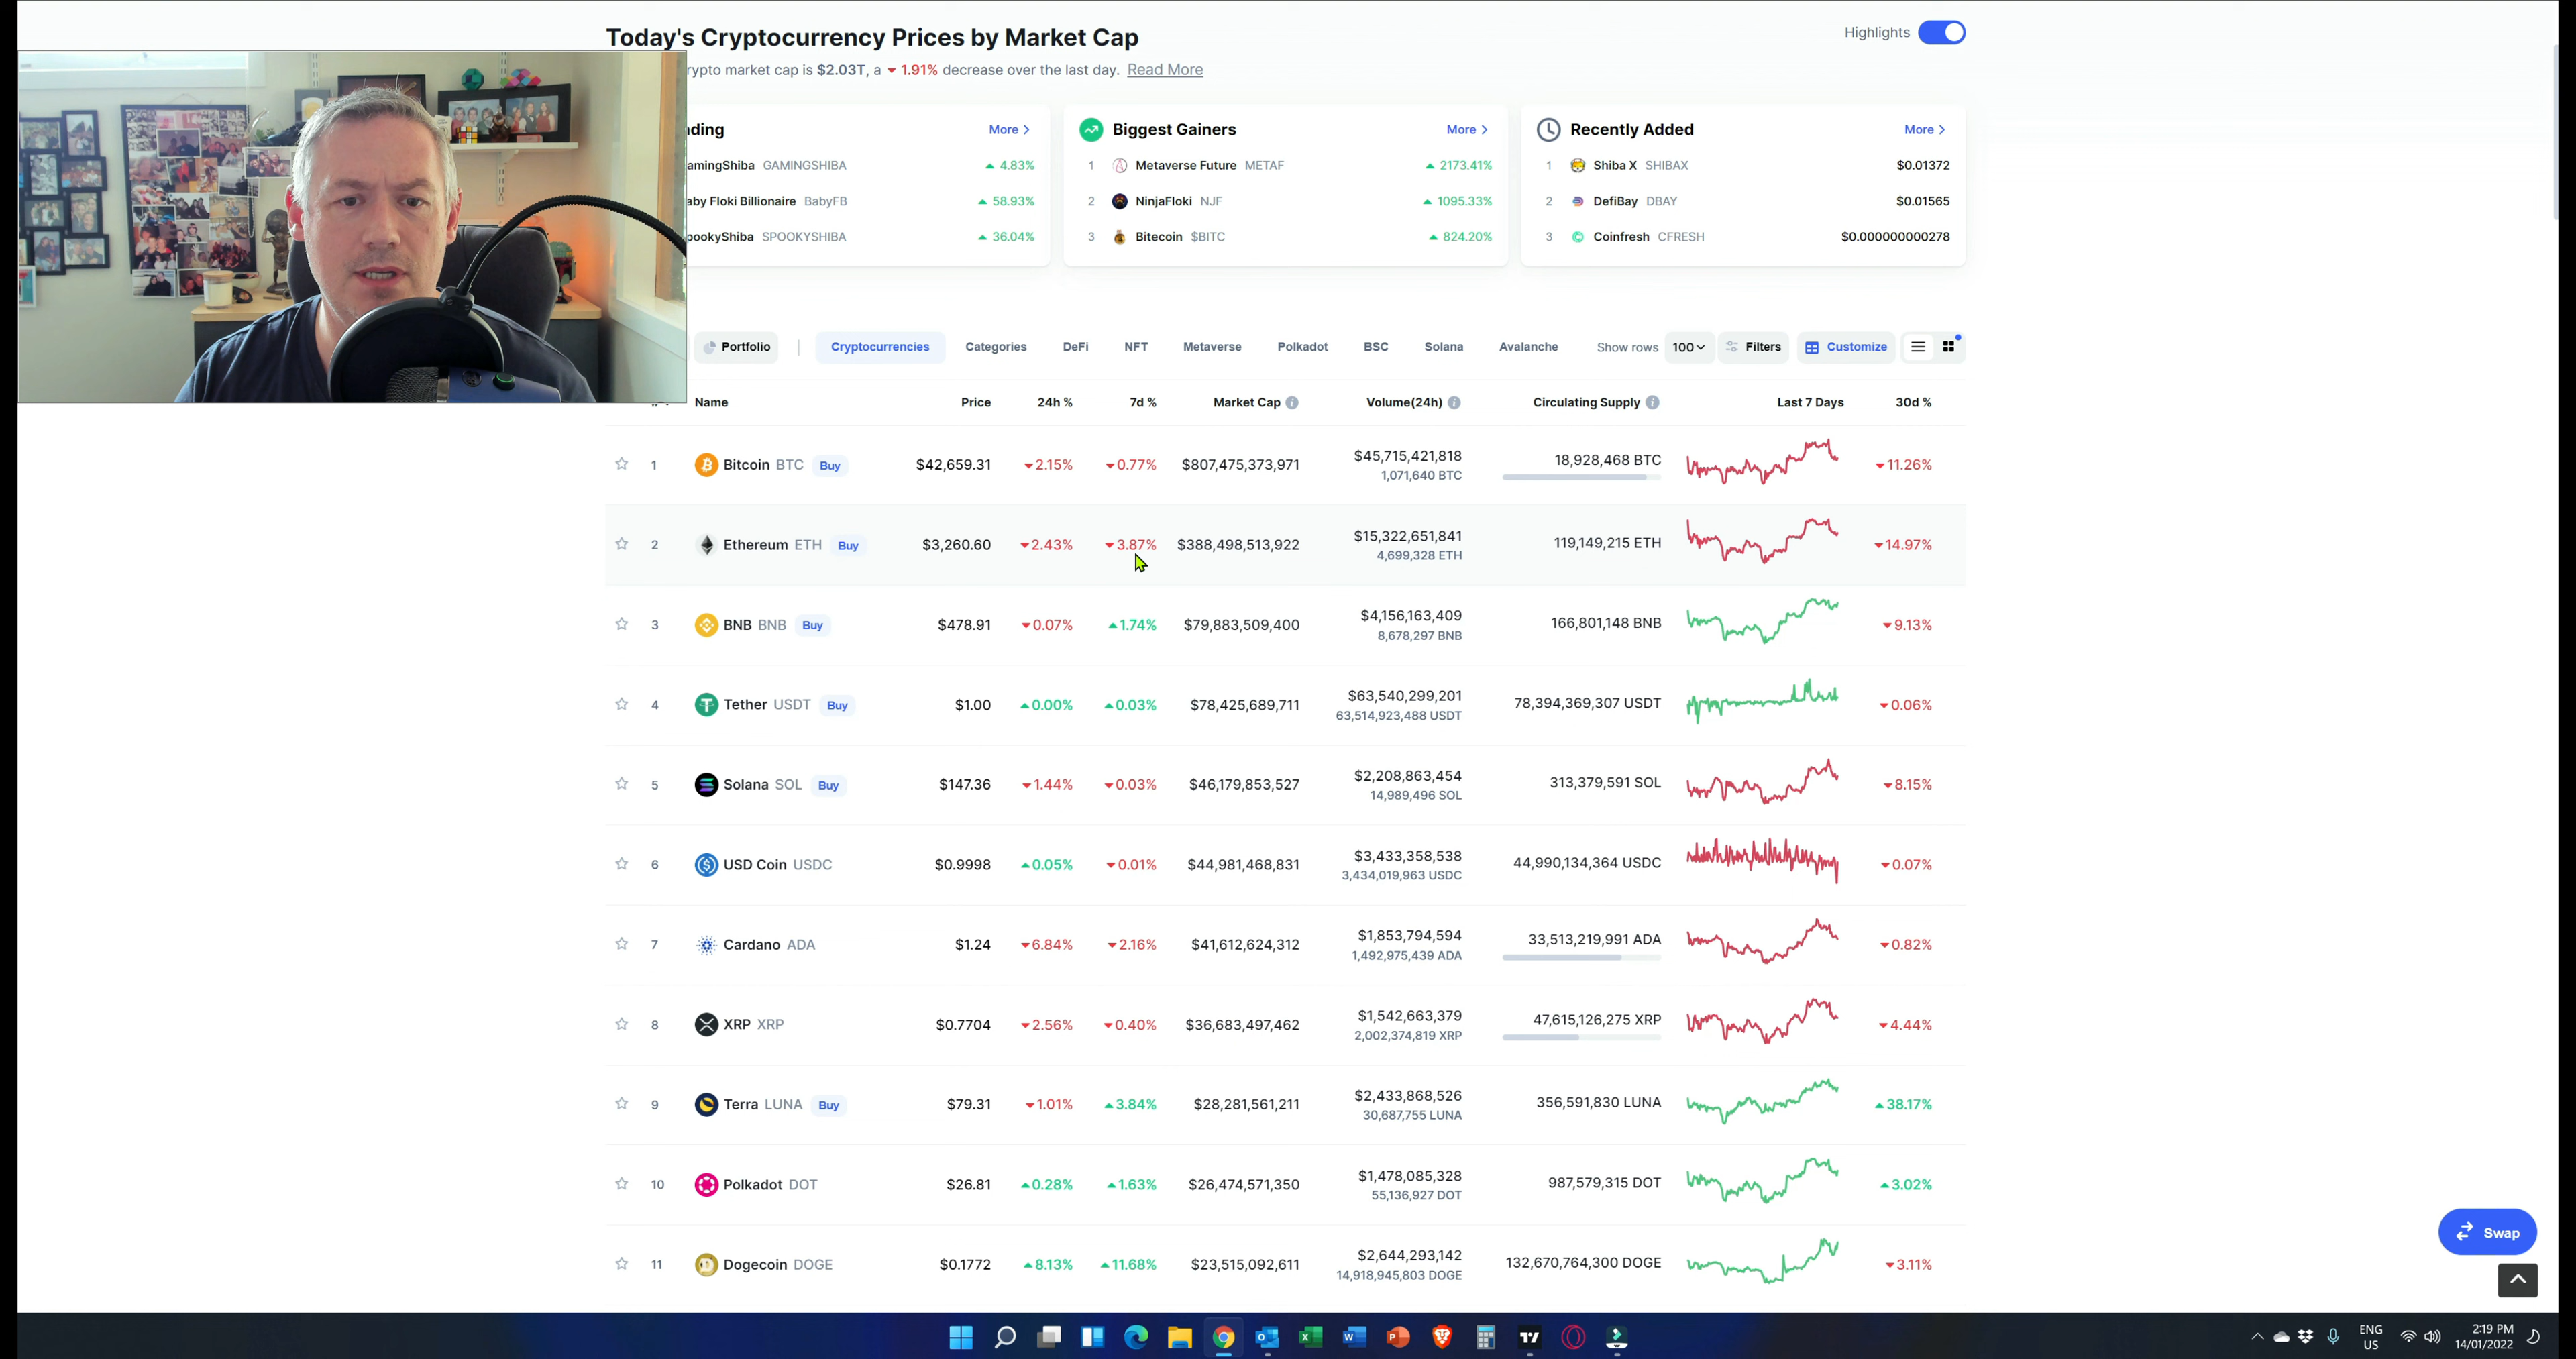 Today's Cryptocurrency Prices by Market Cap
Highlights
rypto market cap is $2.03T, a 1.91% decrease over the last day. Read More
ding
More
amingShiba GAMINGSHIBA 4.83%
aby Floki Billionaire BabyFB 58.93%
pookyShiba SPOOKYSHIBA 36.04%
Biggest Gainers
More
1 Metaverse Future METAF 2173.41%
2 NinjaFloki NJF 1095.33%
3 Bitecoin $BITC 824.20%
Recently Added
More
1 Shiba X SHIBAX $0.01372
2 DefiBay DBAY $0.01565
3 Coinfresh CFRESH $0.000000000278
Portfolio Cryptocurrencies Categories DeFi NFT Metaverse Polkadot BSC Solana Avalanche Show rows 100 Filters Customize
# Name Price 24h % 7d % Market Cap Volume(24h) Circulating Supply Last 7 Days 30d %
1 Bitcoin BTC Buy $42,659.31 2.15% 0.77% $807,475,373,971 $45,715,421,818 18,928,468 BTC 11.26%
1,071,640 BTC
2 Ethereum ETH Buy $3,260.60 2.43% 3.87% $388,498,513,922 $15,322,651,841 119,149,215 ETH 14.97%
4,699,328 ETH
3 BNB BNB Buy $478.91 0.07% 1.74% $79,883,509,400 $4,156,163,409 166,801,148 BNB 9.13%
8,678,297 BNB
4 Tether USDT Buy $1.00 0.00% 0.03% $78,425,689,711 $63,540,299,201 78,394,369,307 USDT 0.06%
63,514,923,488 USDT
5 Solana SOL Buy $147.36 1.44% 0.03% $46,179,853,527 $2,208,863,454 313,379,591 SOL 8.15%
14,989,496 SOL
6 USD Coin USDC $0.9998 0.05% 0.01% $44,981,468,831 $3,433,358,538 44,990,134,364 USDC 0.07%
3,434,019,963 USDC
7 Cardano ADA $1.24 6.84% 2.16% $41,612,624,312 $1,853,794,594 33,513,219,991 ADA 0.82%
1,492,975,439 ADA
8 XRP XRP $0.7704 2.56% 0.40% $36,683,497,462 $1,542,663,379 47,615,126,275 XRP 4.44%
2,002,374,819 XRP
9 Terra LUNA Buy $79.31 1.01% 3.84% $28,281,561,211 $2,433,868,526 356,591,830 LUNA 38.17%
30,687,755 LUNA
10 Polkadot DOT $26.81 0.28% 1.63% $26,474,571,350 $1,478,085,328 987,579,315 DOT 3.02%
55,136,927 DOT
11 Dogecoin DOGE $0.1772 8.13% 11.68% $23,515,092,611 $2,644,293,142 132,670,764,300 DOGE 3.11%
14,918,945,803 DOGE
Swap
ENG
US
2:19 PM
14/01/2022